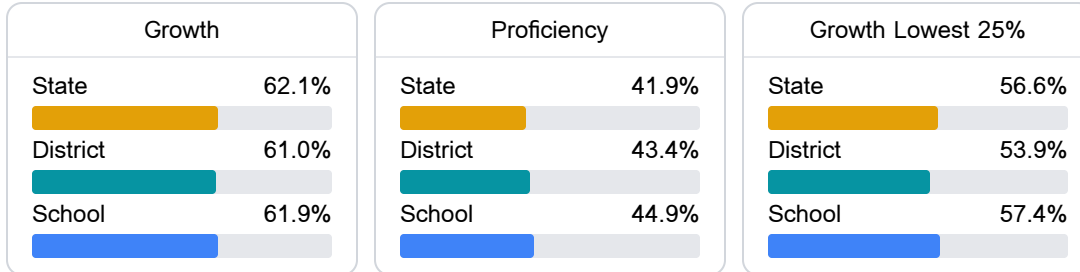 Growth
State 62.1%
District 61.0%
School 61.9%
Proficiency
State 41.9%
District 43.4%
School 44.9%
Growth Lowest 25%
State 56.6%
District 53.9%
School 57.4%